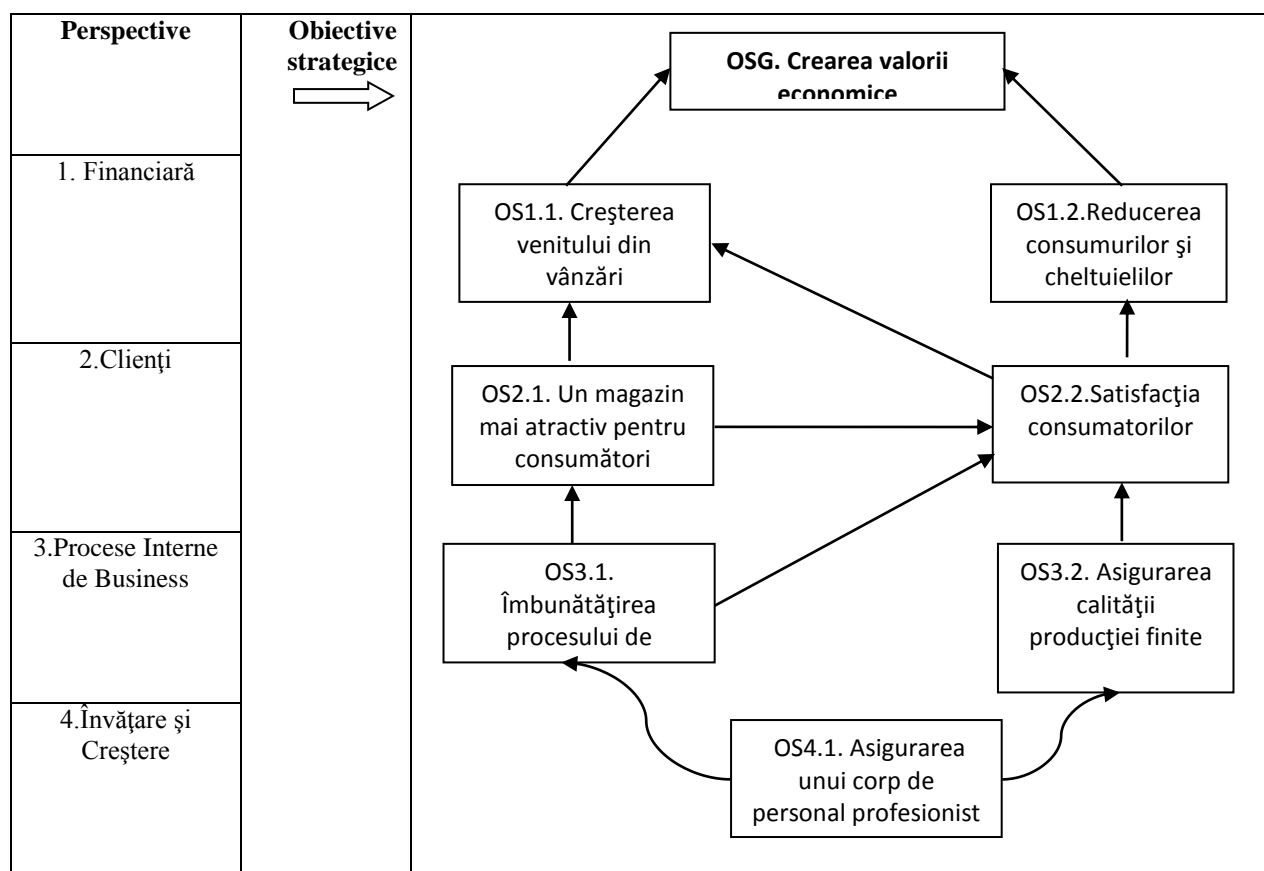 Perspective
Obiective
strategice
OSG. Crearea valorii
economice
1. Financiară
OS1.1. Creşterea
venitului din
vânzări
OS1.2.Reducerea
consumurilor şi
cheltuielilor
2.Clienţi
OS2.1. Un magazin
mai atractiv pentru
consumători
OS2.2.Satisfacţia
consumatorilor
3.Procese Interne
de Business
OS3.1.
Îmbunătăţirea
procesului de
OS3.2. Asigurarea
calităţii
producţiei finite
4.Învăţare şi
Creştere
OS4.1. Asigurarea
unui corp de
personal profesionist